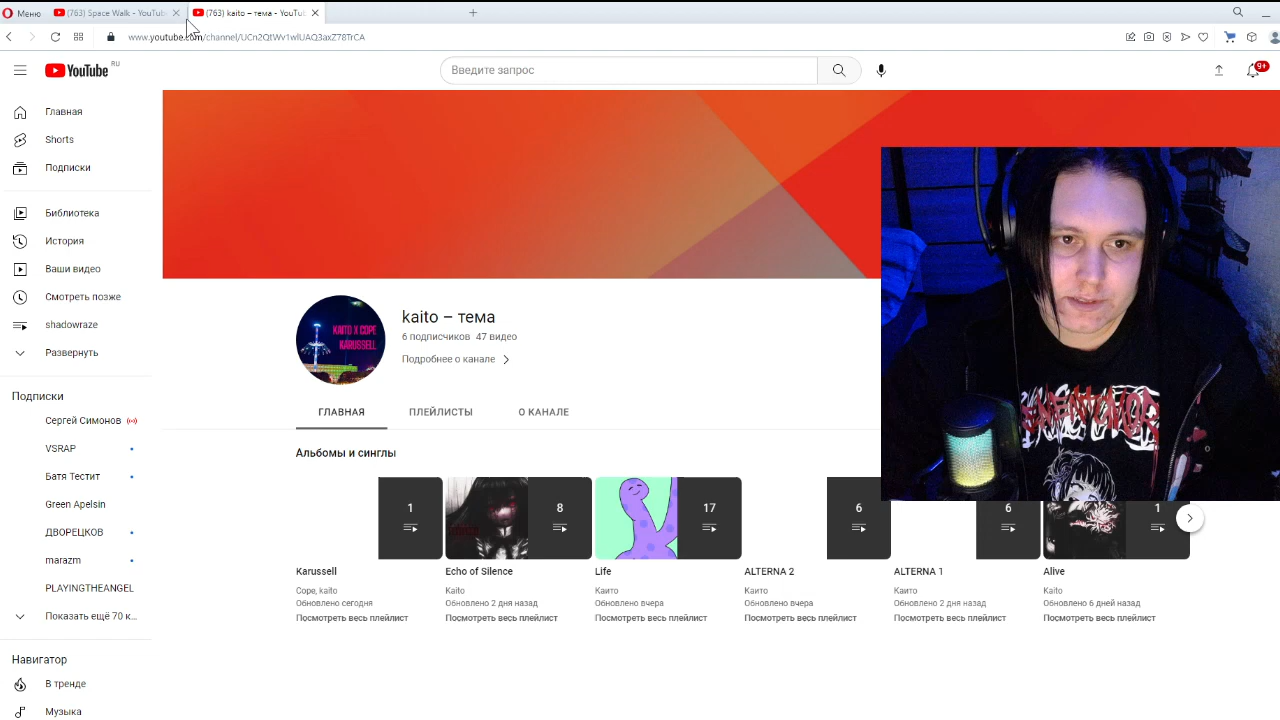 Меню
(763) Space Walk - YouTub
(763) kaito – тема - YouTub
www.youtube.com/channel/UCn2QtWv1wlUAQ3axZ78TrCA
YouTube RU
Введите запрос
9+
Главная
Shorts
Подписки
Библиотека
История
Ваши видео
Смотреть позже
shadowraze
Развернуть
Подписки
Сергей Симонов
VSRAP
Батя Тестит
Green Apelsin
ДВОРЕЦКОВ
marazm
PLAYINGTHEANGEL
Показать ещё 70 к...
Навигатор
В тренде
Музыка
KAITO X COPE
KARUSSELL
kaito – тема
6 подписчиков 47 видео
Подробнее о канале
ГЛАВНАЯ ПЛЕЙЛИСТЫ О КАНАЛЕ
Альбомы и синглы
1 8 17 6 6 1
Karussell
Cope, kaito
Обновлено сегодня
Посмотреть весь плейлист
Echo of Silence
Kaito
Обновлено 2 дня назад
Посмотреть весь плейлист
Life
Каито
Обновлено вчера
Посмотреть весь плейлист
ALTERNA 2
Каито
Обновлено вчера
Посмотреть весь плейлист
ALTERNA 1
Каито
Обновлено 2 дня назад
Посмотреть весь плейлист
Alive
Kaito
Обновлено 6 дней назад
Посмотреть весь плейлист